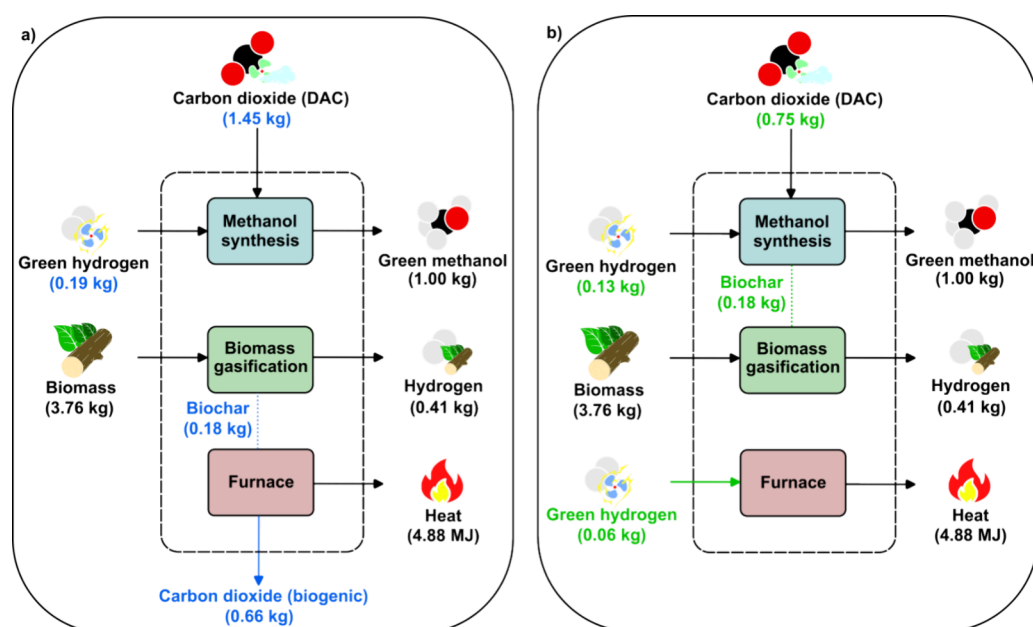 a)
Carbon dioxide (DAC)
(1.45 kg)
Methanol
synthesis
Green hydrogen
(0.19 kg)
Green methanol
(1.00 kg)
Biomass
gasification
Biomass
(3.76 kg)
Hydrogen
(0.41 kg)
Biochar
(0.18 kg)
Furnace
Heat
(4.88 MJ)
Carbon dioxide (biogenic)
(0.66 kg)
b)
Carbon dioxide (DAC)
(0.75 kg)
Methanol
synthesis
Green hydrogen
(0.13 kg)
Green methanol
(1.00 kg)
Biochar
(0.18 kg)
Biomass
gasification
Biomass
(3.76 kg)
Hydrogen
(0.41 kg)
Furnace
Green hydrogen
(0.06 kg)
Heat
(4.88 MJ)